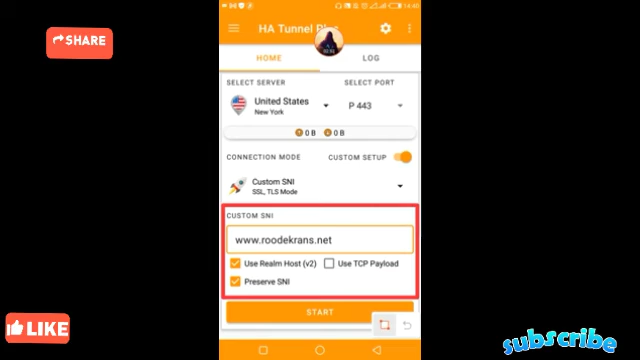 14:40
SHARE
HA Tunnel
HOME
LOG
SELECT SERVER
SELECT PORT
United States
New York
P 443
0 B
0 B
CONNECTION MODE
CUSTOM SETUP
Custom SNI
SSL, TLS Mode
CUSTOM SNI
www.roodekrans.net
Use Realm Host (v2)
Use TCP Payload
Preserve SNI
START
LIKE
subscribe